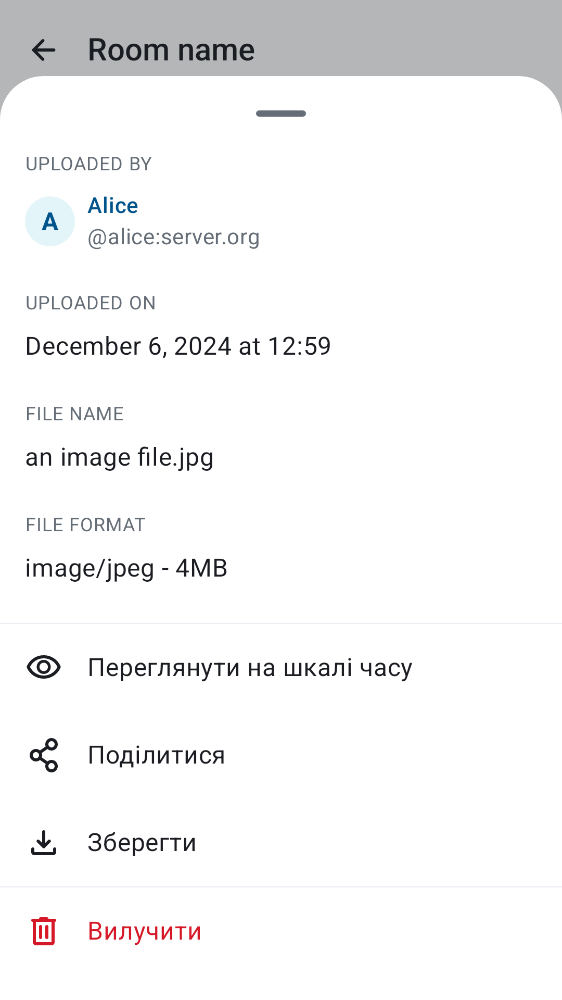 Room name
UPLOADED BY
A
Alice
@alice:server.org
UPLOADED ON
December 6, 2024 at 12:59
FILE NAME
an image file.jpg
FILE FORMAT
image/jpeg - 4MB
Переглянути на шкалі часу
Поділитися
Зберегти
Вилучити